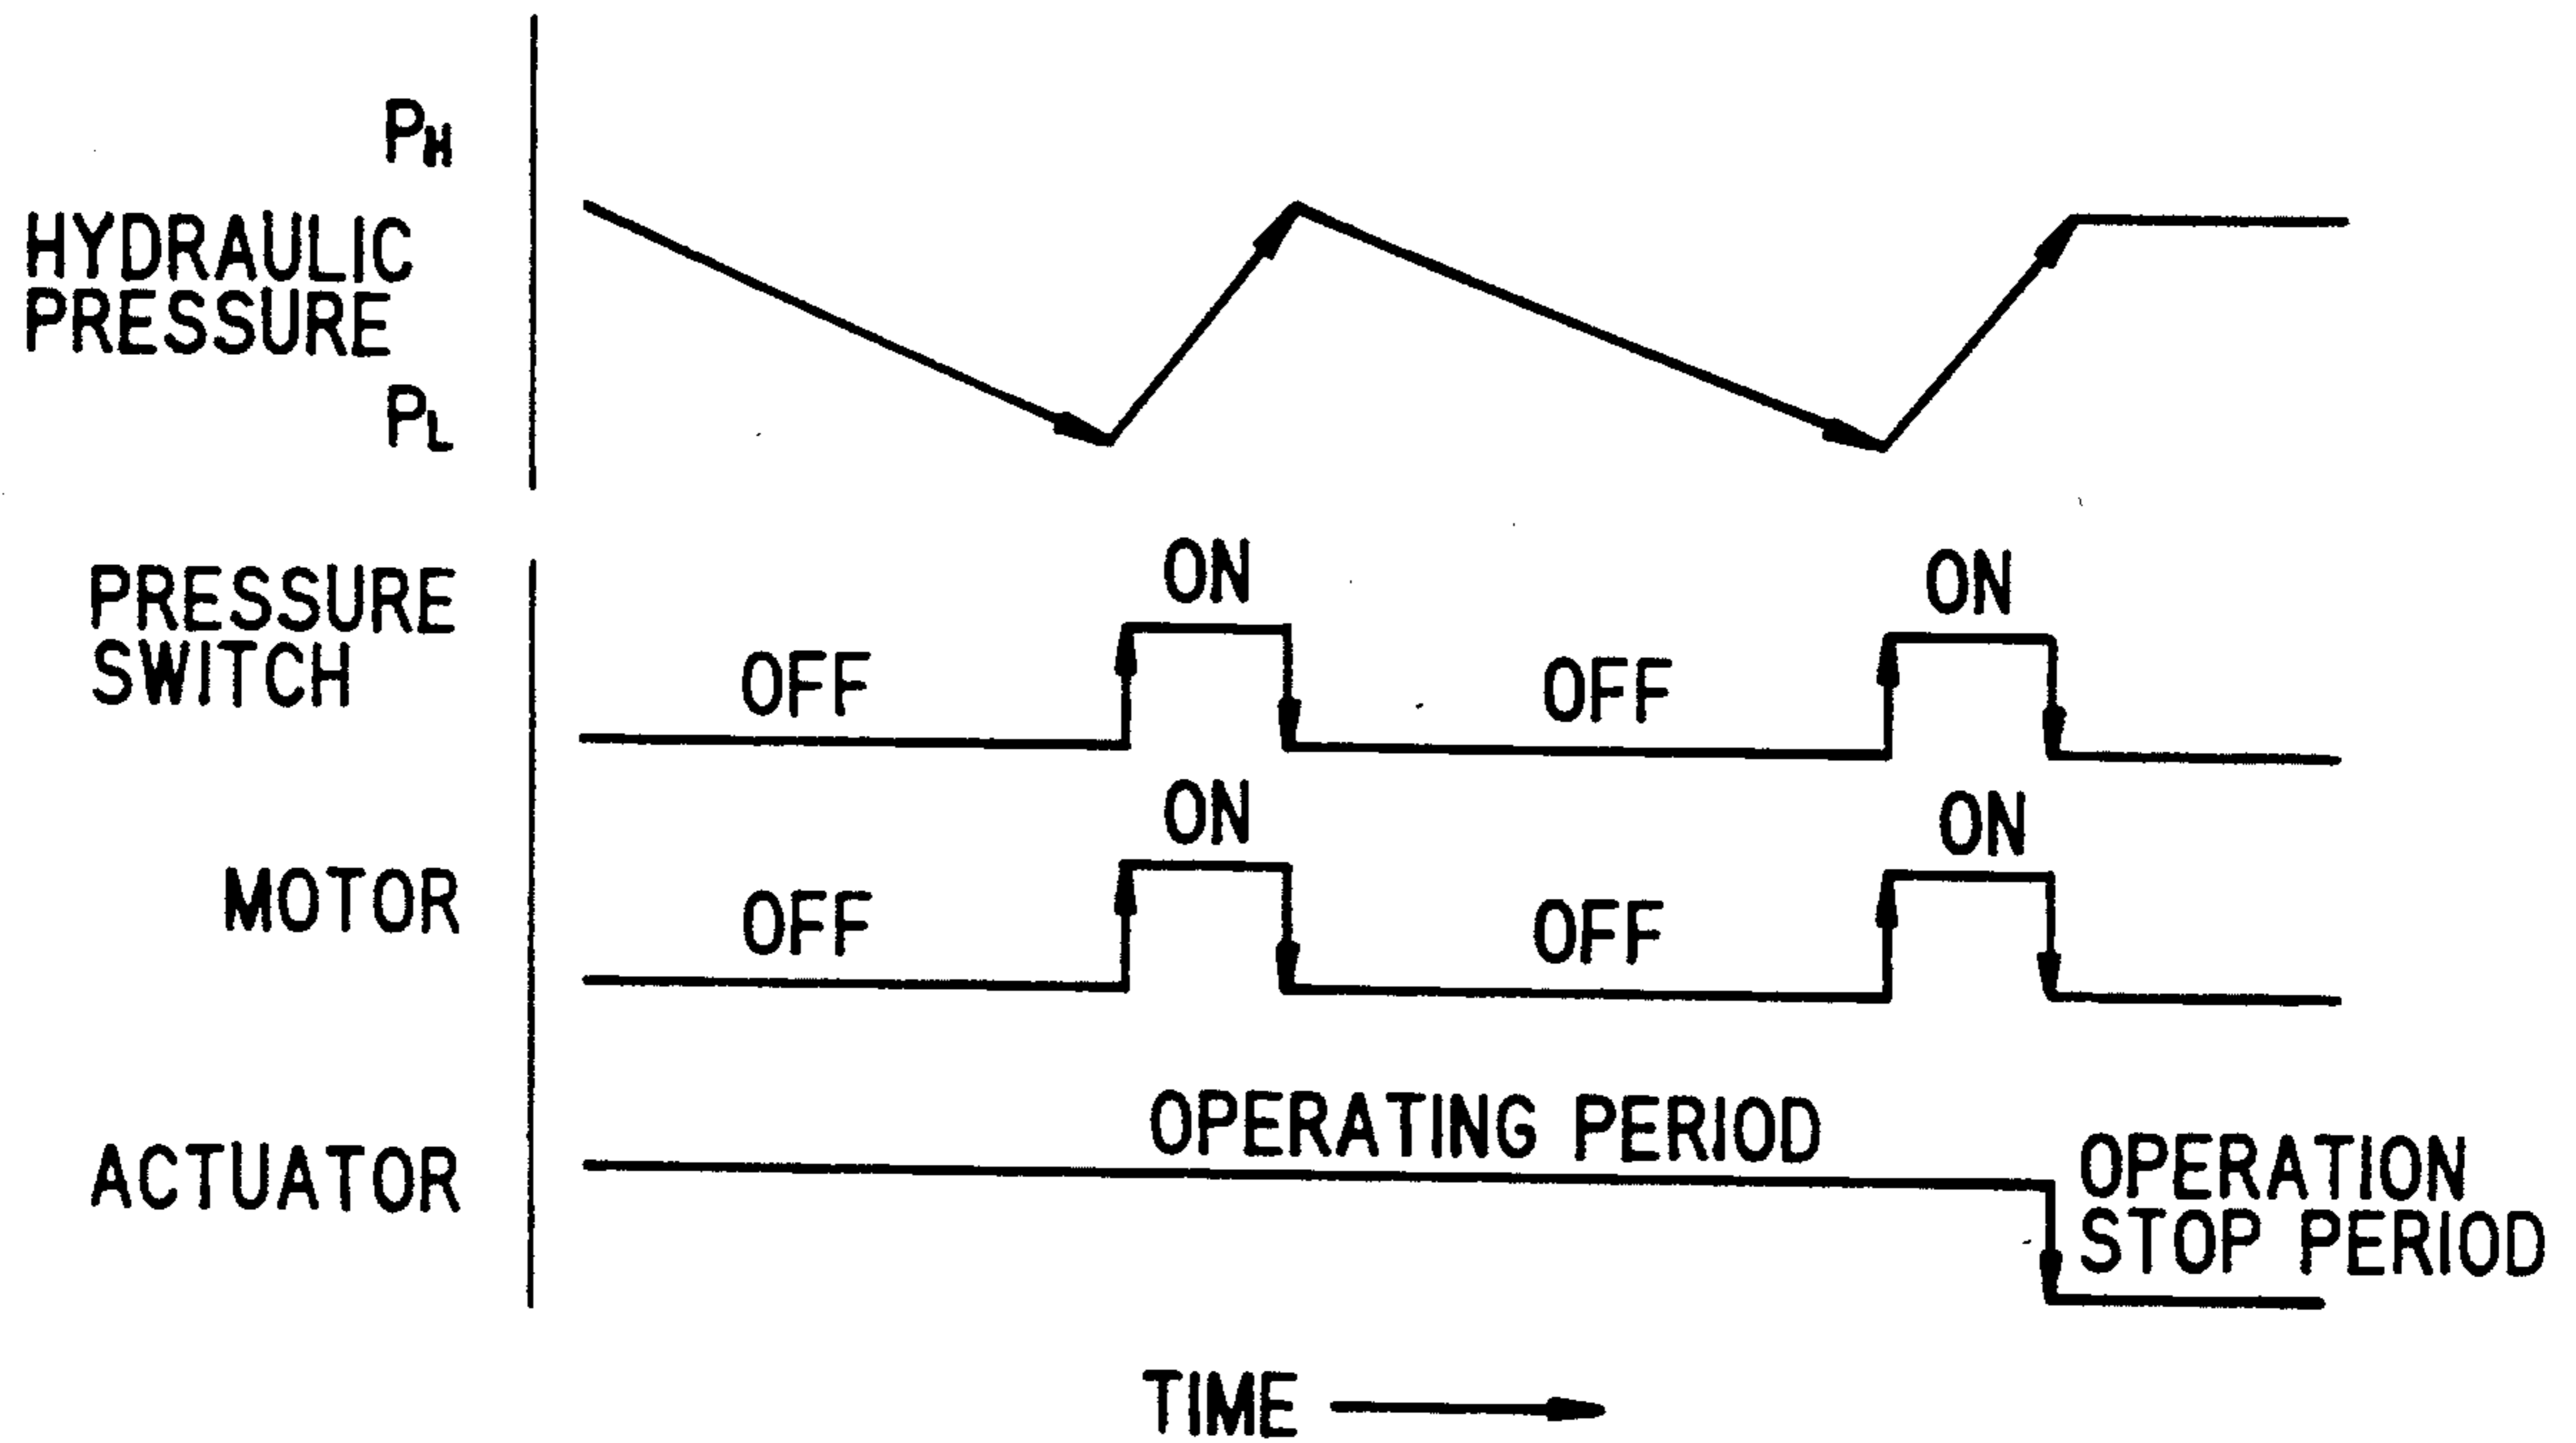 PH
HYDRAULIC
PRESSURE
PL
PRESSURE
SWITCH
OFF
ON
OFF
ON
MOTOR
OFF
ON
OFF
ON
ACTUATOR
OPERATING PERIOD
OPERATION
STOP PERIOD
TIME